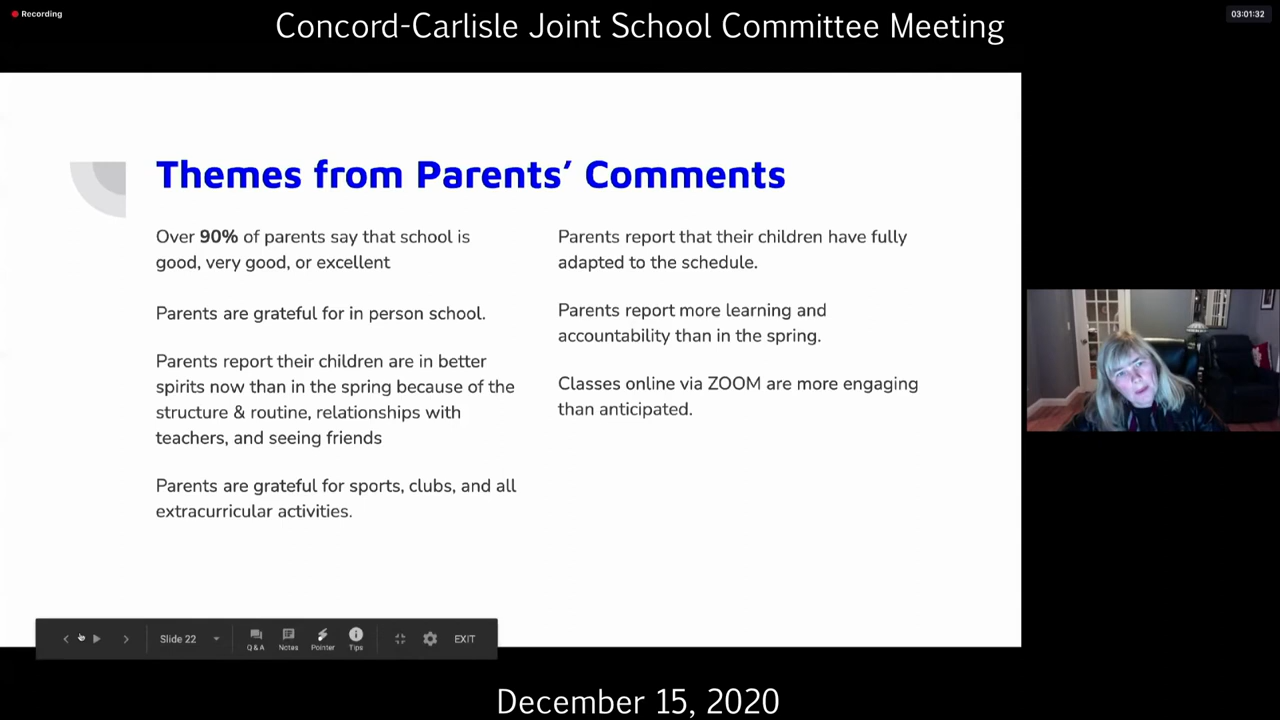 Recording
03:01:32
Concord-Carlisle Joint School Committee Meeting
Themes from Parents’ Comments
Over 90% of parents say that school is
good, very good, or excellent
Parents are grateful for in person school.
Parents report their children are in better
spirits now than in the spring because of the
structure & routine, relationships with
teachers, and seeing friends
Parents are grateful for sports, clubs, and all
extracurricular activities.
Parents report that their children have fully
adapted to the schedule.
Parents report more learning and
accountability than in the spring.
Classes online via ZOOM are more engaging
than anticipated.
Slide 22
Q & A
Notes
Pointer
Tips
EXIT
December 15, 2020